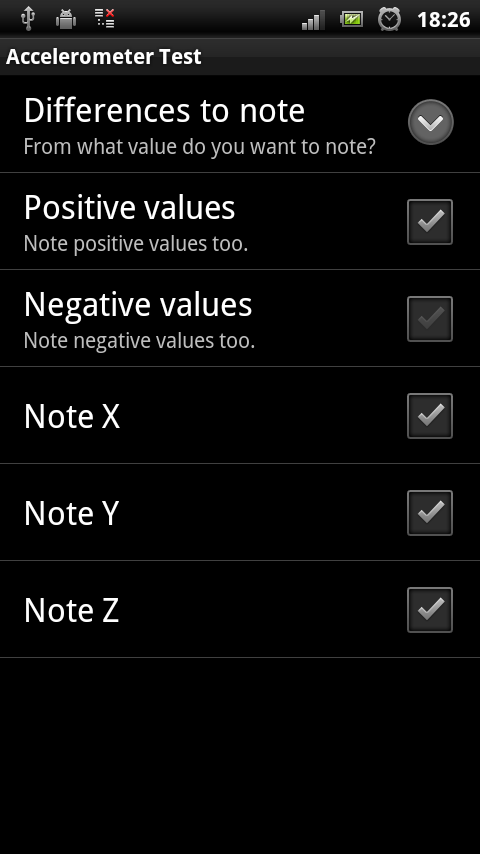 18:26
Accelerometer Test
Differences to note
From what value do you want to note?
Positive values
Note positive values too.
Negative values
Note negative values too.
Note X
Note Y
Note Z